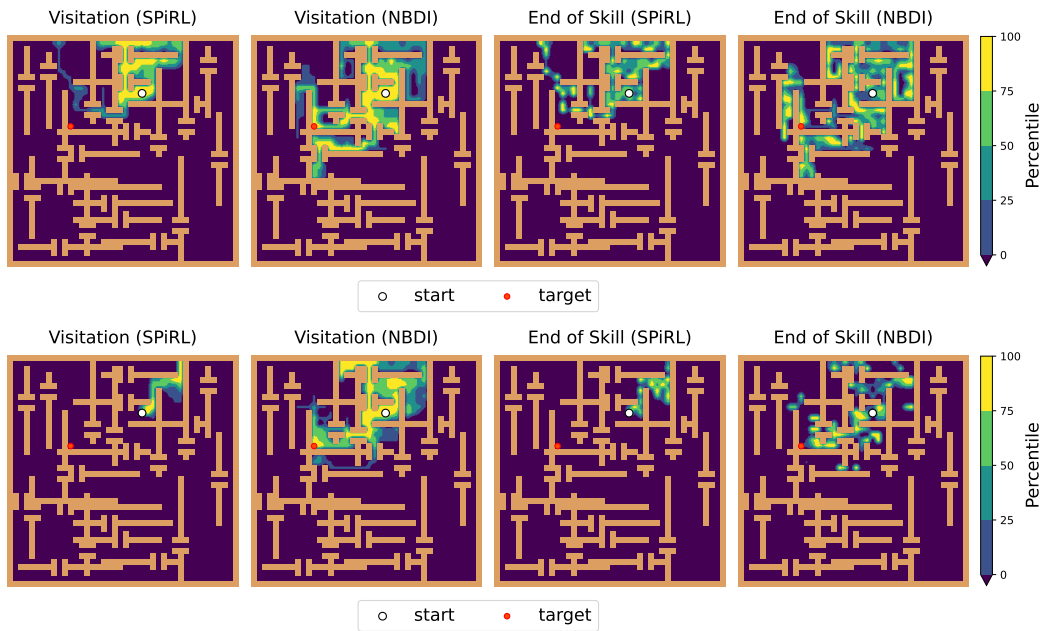 Visitation (SPiRL) Visitation (NBDI) End of Skill (SPiRL) End of Skill (NBDI)
100
75
50
25
0
Percentile
start target
Visitation (SPiRL) Visitation (NBDI) End of Skill (SPiRL) End of Skill (NBDI)
100
75
50
25
0
Percentile
start target